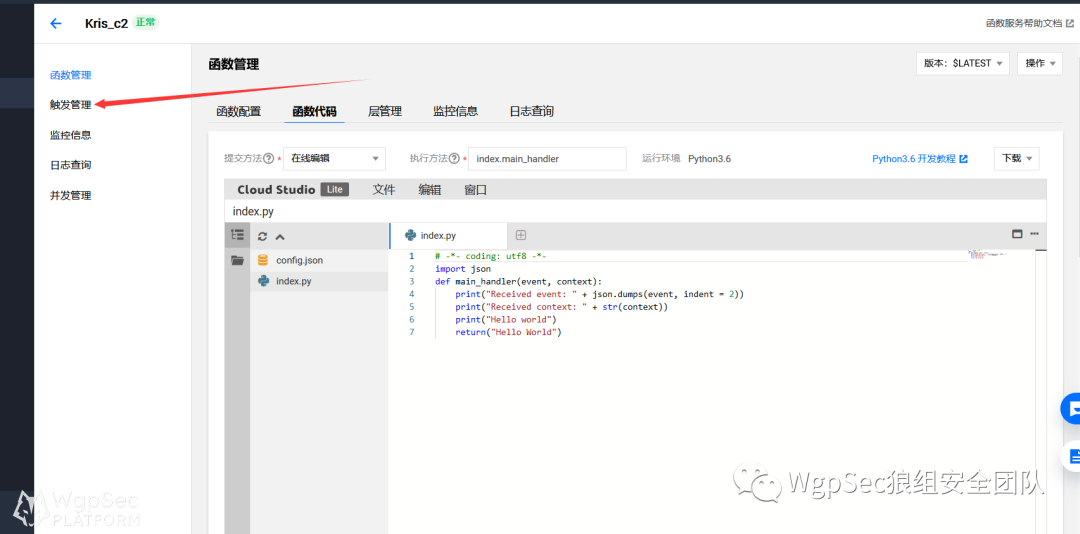 Kris_c2 正常
函数服务帮助文档
函数管理
触发管理
监控信息
日志查询
并发管理
函数管理
版本: $LATEST
操作
函数配置 函数代码 层管理 监控信息 日志查询
提交方法 ? * 在线编辑 执行方法 ? * index.main_handler 运行环境 Python3.6 Python3.6 开发教程 下载
Cloud Studio Lite 文件 编辑 窗口
index.py
config.json
index.py
index.py
1 # -*- coding: utf8 -*-
2 import json
3 def main_handler(event, context):
4 print("Received event: " + json.dumps(event, indent = 2))
5 print("Received context: " + str(context))
6 print("Hello world")
7 return("Hello World")
WgpSec狼组安全团队
WgpSec
PLATFORM